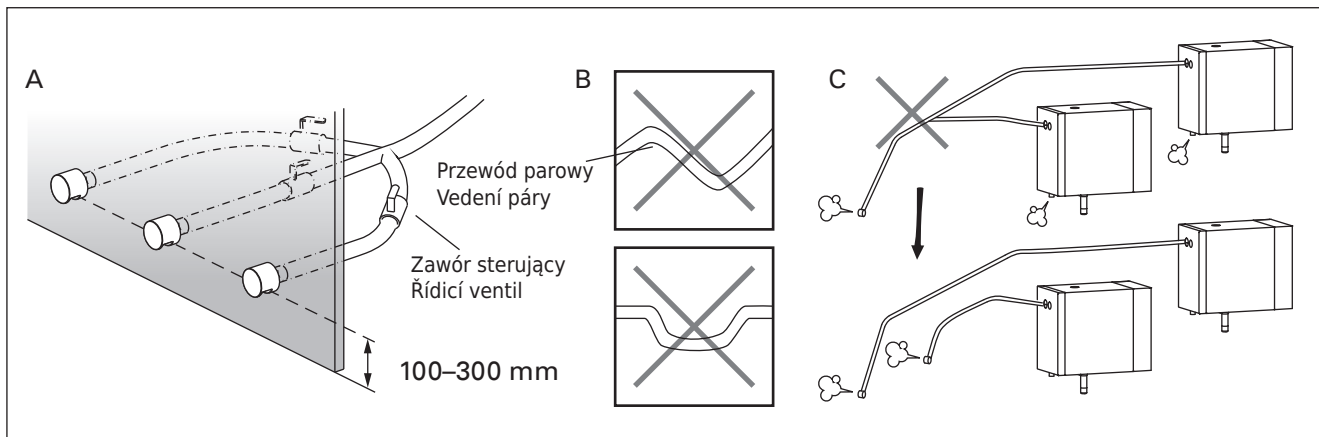 A
B
C
Przewód parowy
Vedení páry
Zawór sterujący
Řídicí ventil
100–300 mm